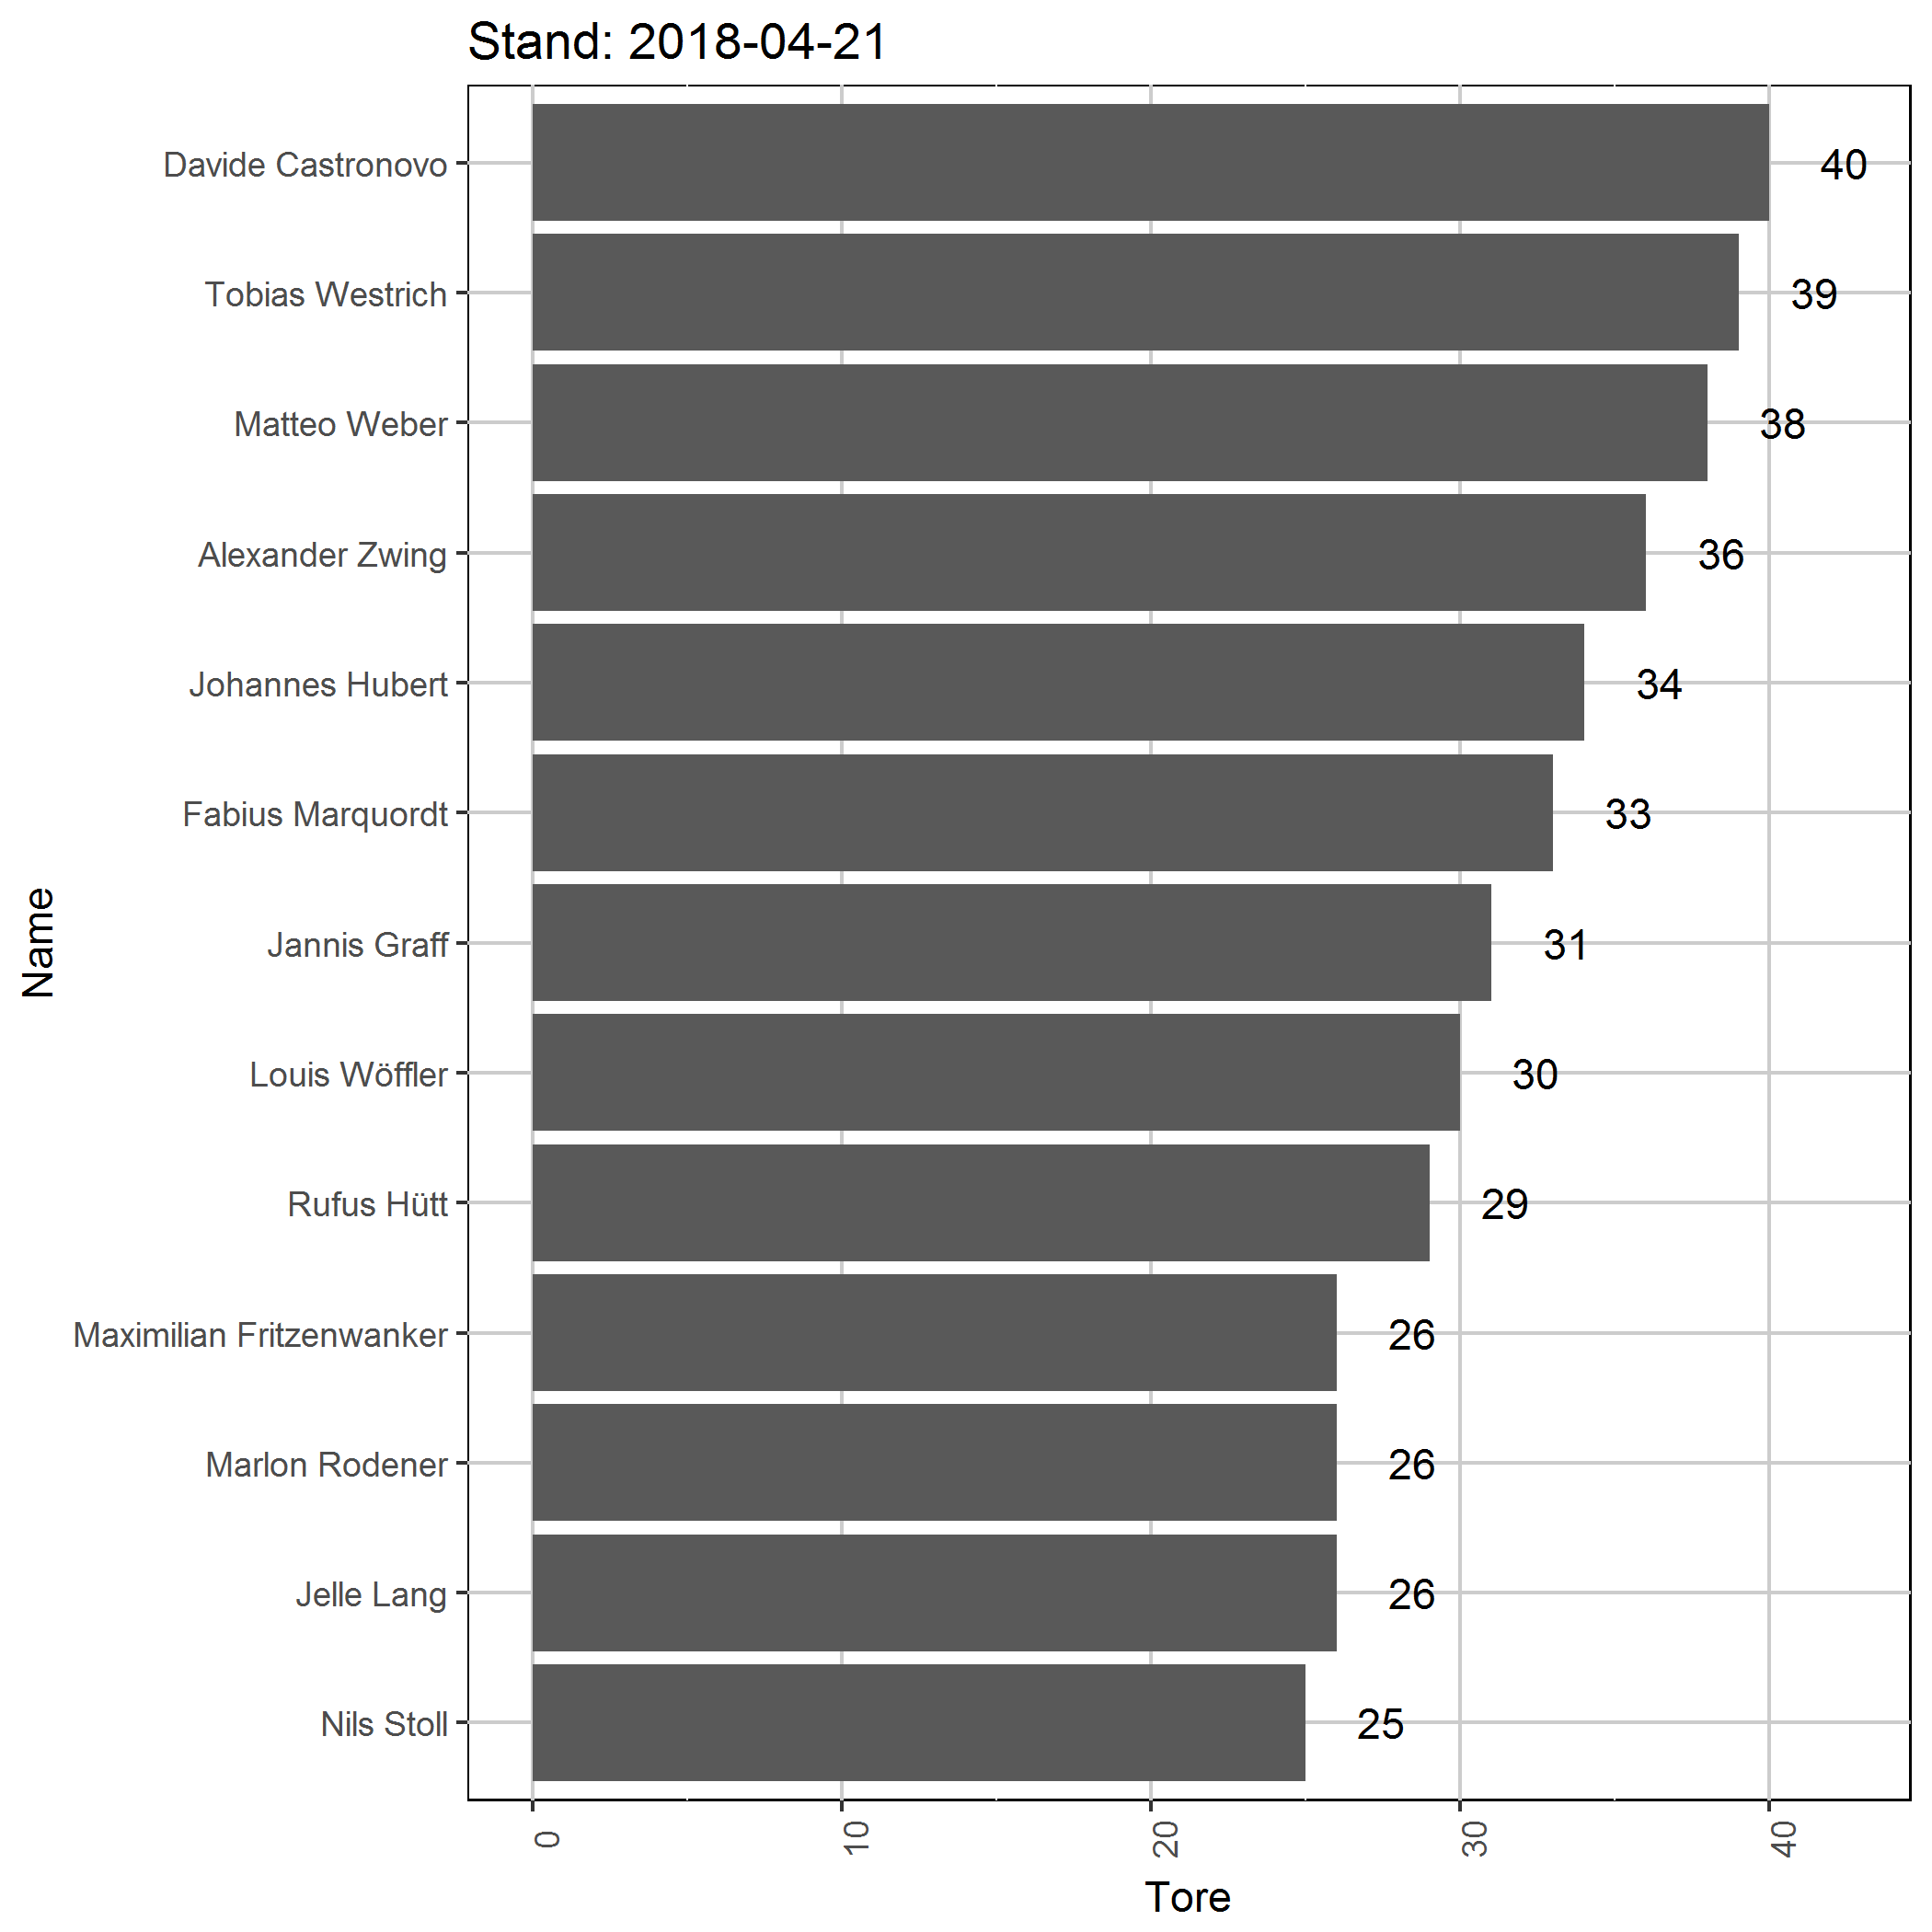 Stand: 2018-04-21
Davide Castronovo 40
Tobias Westrich 39
Matteo Weber 38
Alexander Zwing 36
Johannes Hubert 34
Fabius Marquordt 33
Jannis Graff 31
Louis Wöffler 30
Rufus Hütt 29
Maximilian Fritzenwanker 26
Marlon Rodener 26
Jelle Lang 26
Nils Stoll 25
Name
0 10 20 30 40
Tore